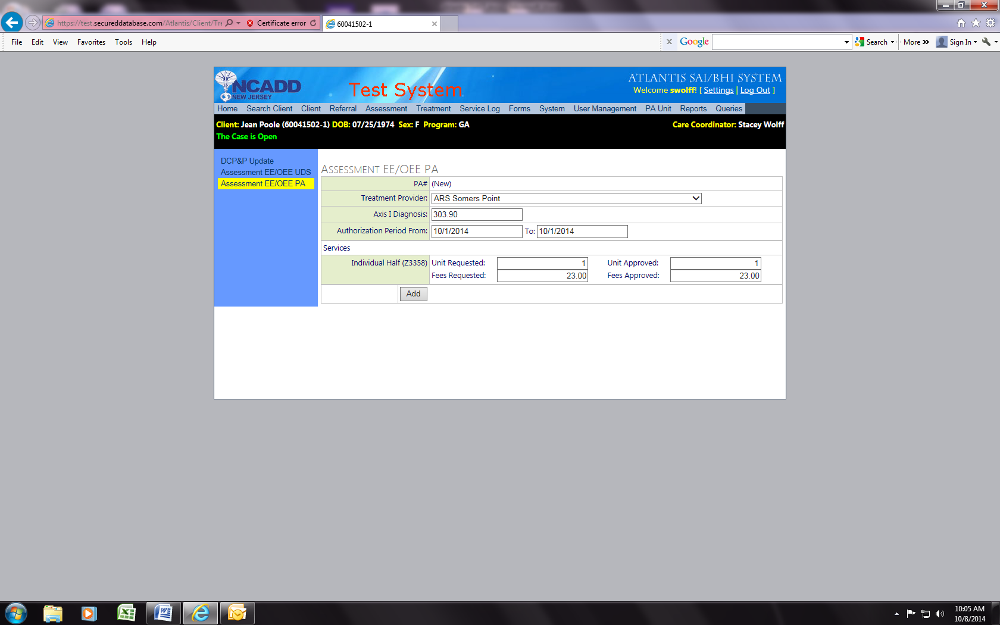 https://test.secureddatabase.com/Atlantis/Client/Tre
Certificate error
60041502-1
File Edit View Favorites Tools Help
Google Search More » Sign In
NCADD
NEW JERSEY
Test System
ATLANTIS SAI/BHI SYSTEM
Welcome swolff! [ Settings | Log Out ]
Home Search Client Client Referral Assessment Treatment Service Log Forms System User Management PA Unit Reports Queries
Client: Jean Poole (60041502-1) DOB: 07/25/1974 Sex: F Program: GA
Care Coordinator: Stacey Wolff
The Case is Open
DCP&P Update
Assessment EE/OEE UDS
Assessment EE/OEE PA
ASSESSMENT EE/OEE PA
PA# (New)
Treatment Provider: ARS Somers Point
Axis I Diagnosis: 303.90
Authorization Period From: 10/1/2014 To: 10/1/2014
Services
Individual Half (Z3358) Unit Requested: 1 Unit Approved: 1
Fees Requested: 23.00 Fees Approved: 23.00
Add
10:05 AM
10/8/2014